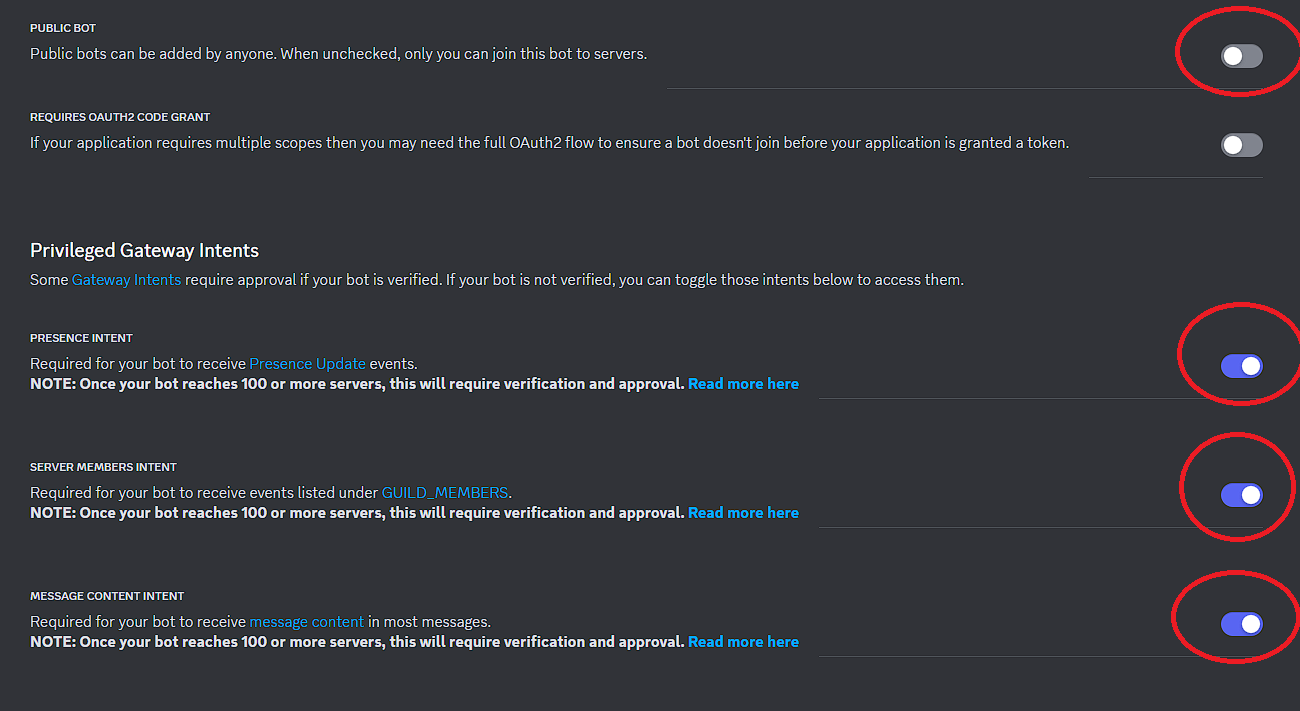 PUBLIC BOT
Public bots can be added by anyone. When unchecked, only you can join this bot to servers.
REQUIRES OAUTH2 CODE GRANT
If your application requires multiple scopes then you may need the full OAuth2 flow to ensure a bot doesn't join before your application is granted a token.
Privileged Gateway Intents
Some Gateway Intents require approval if your bot is verified. If your bot is not verified, you can toggle those intents below to access them.
PRESENCE INTENT
Required for your bot to receive Presence Update events.
NOTE: Once your bot reaches 100 or more servers, this will require verification and approval. Read more here
SERVER MEMBERS INTENT
Required for your bot to receive events listed under GUILD_MEMBERS.
NOTE: Once your bot reaches 100 or more servers, this will require verification and approval. Read more here
MESSAGE CONTENT INTENT
Required for your bot to receive message content in most messages.
NOTE: Once your bot reaches 100 or more servers, this will require verification and approval. Read more here